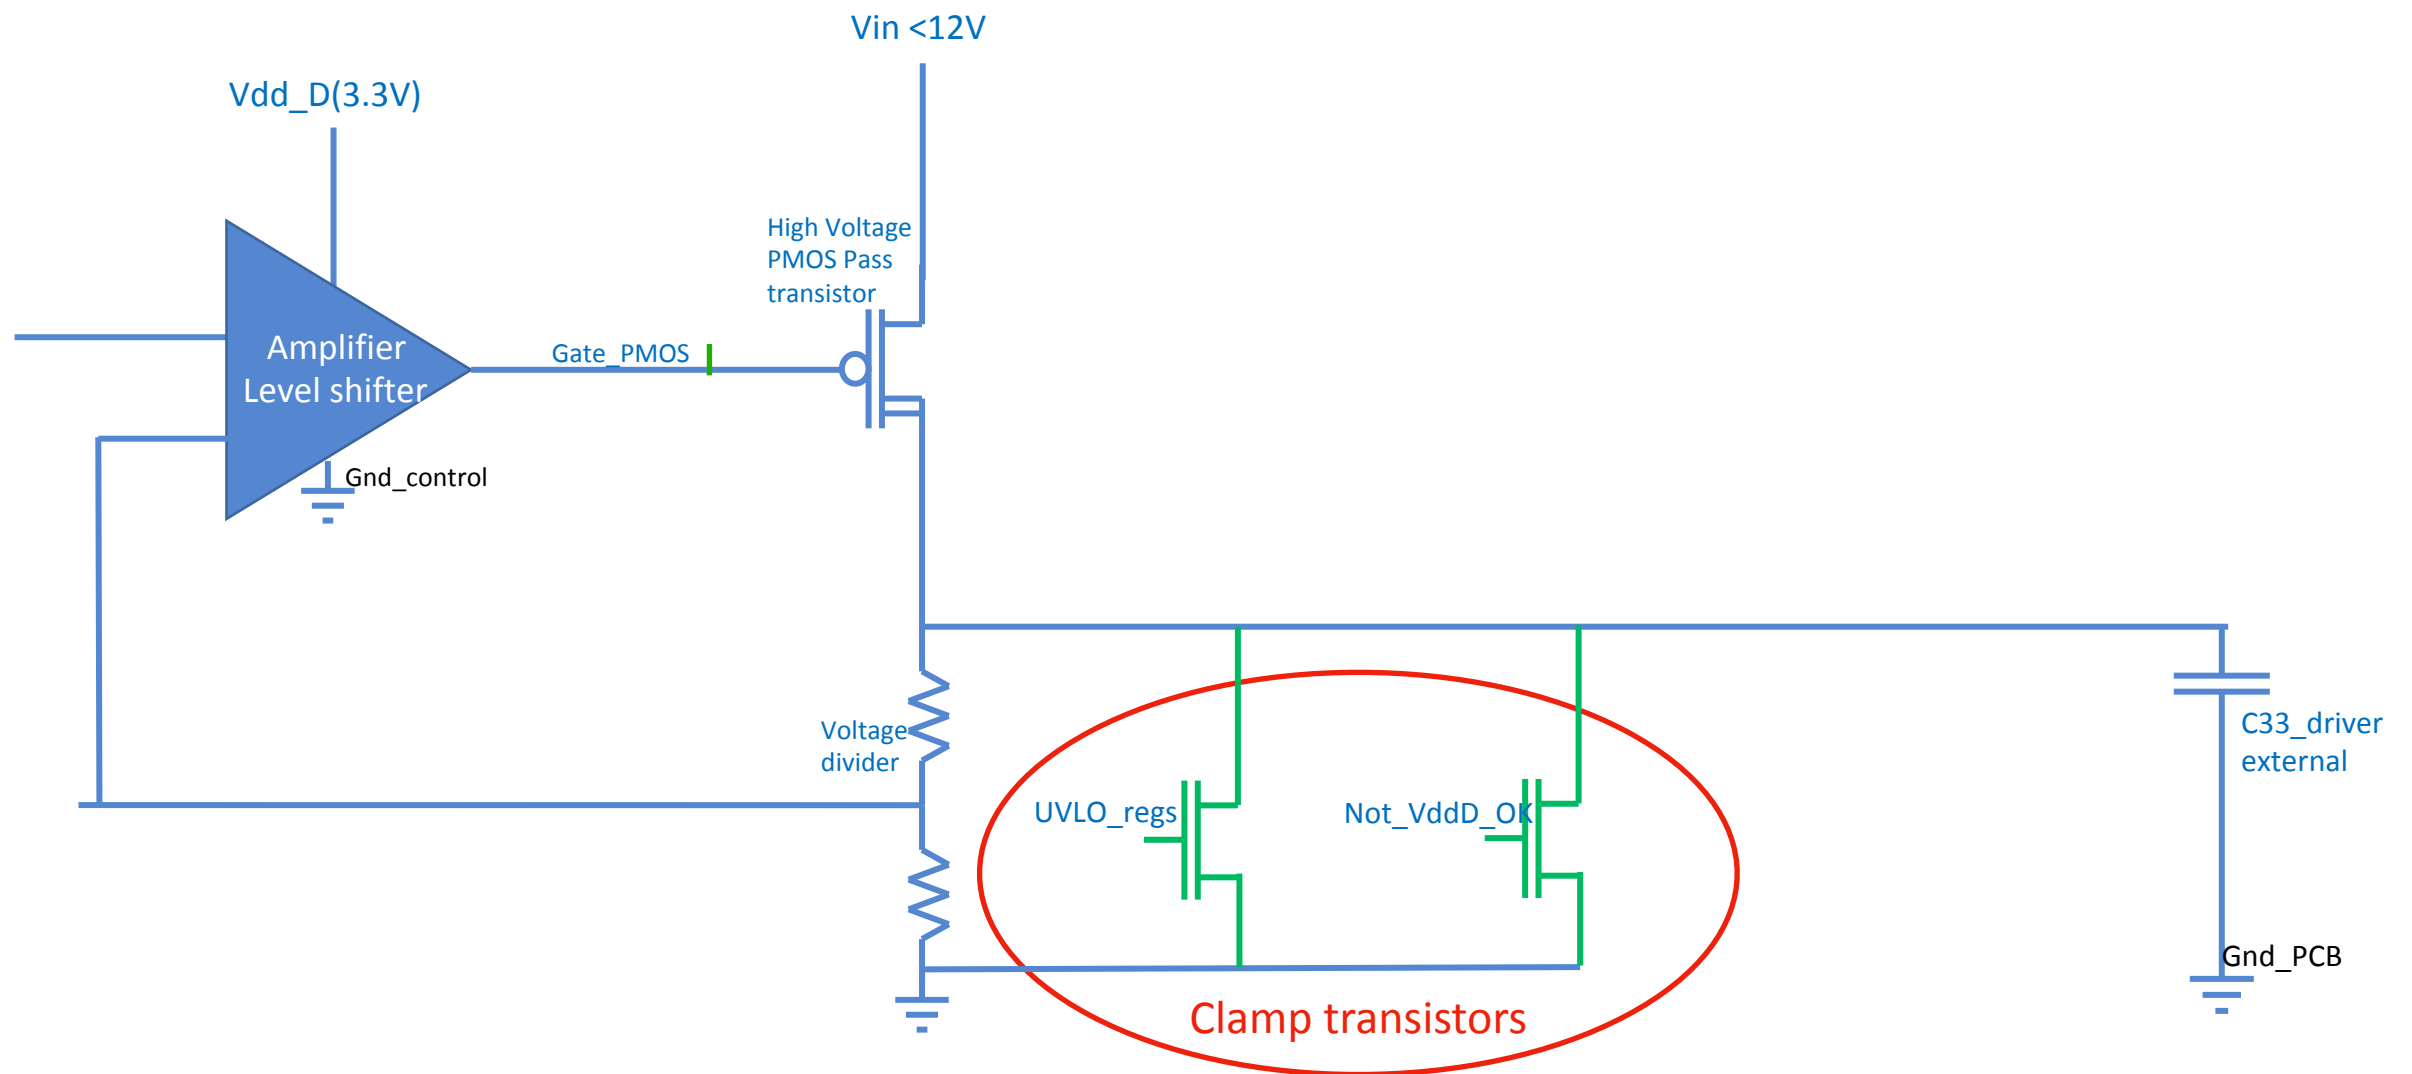 Vin <12V
Vdd_D(3.3V)
High Voltage
PMOS Pass
transistor
Amplifier
Level shifter
Gate_PMOS
Gnd_control
Voltage
divider
C33_driver
external
UVLO_regs
Not_VddD_OK
Gnd_PCB
Clamp transistors